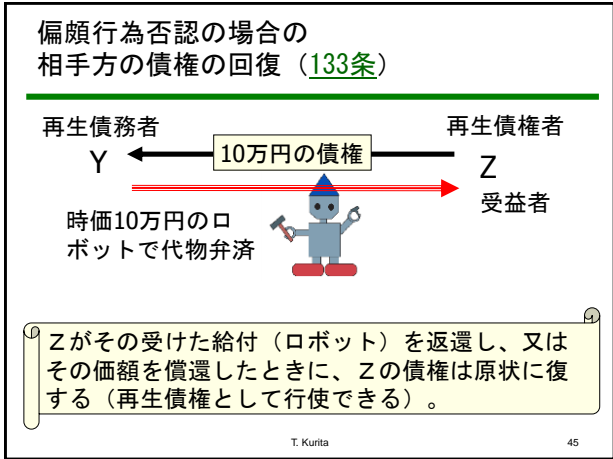 偏頗行為否認の場合の
相手方の債権の回復（133条）
再生債務者
再生債権者
Y
10万円の債権
Z
受益者
時価10万円のロ
ボットで代物弁済
Ｚがその受けた給付（ロボット）を返還し、又は
その価額を償還したときに、Ｚの債権は原状に復
する（再生債権として行使できる）。
T. Kurita
45